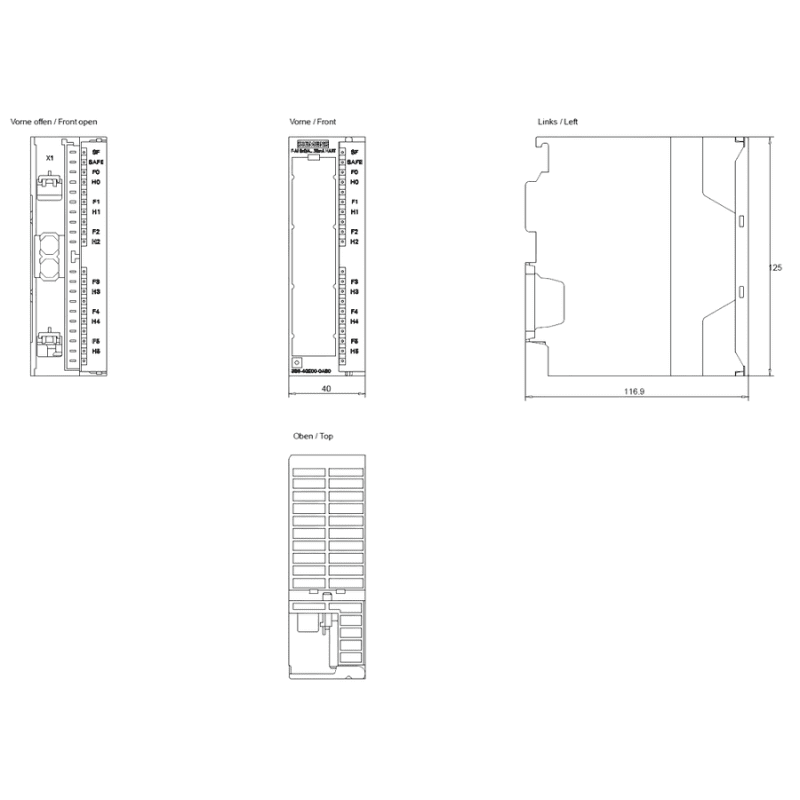 Vorne offen / Front open
X1
SF
SAFE
F0
H0
F1
H1
F2
H2
F3
H3
F4
H4
F5
H5
Vorne / Front
SIEMENS
SF
SAFE
F0
H0
F1
H1
F2
H2
F3
H3
F4
H4
F5
H5
40
Links / Left
125
116.9
Oben / Top